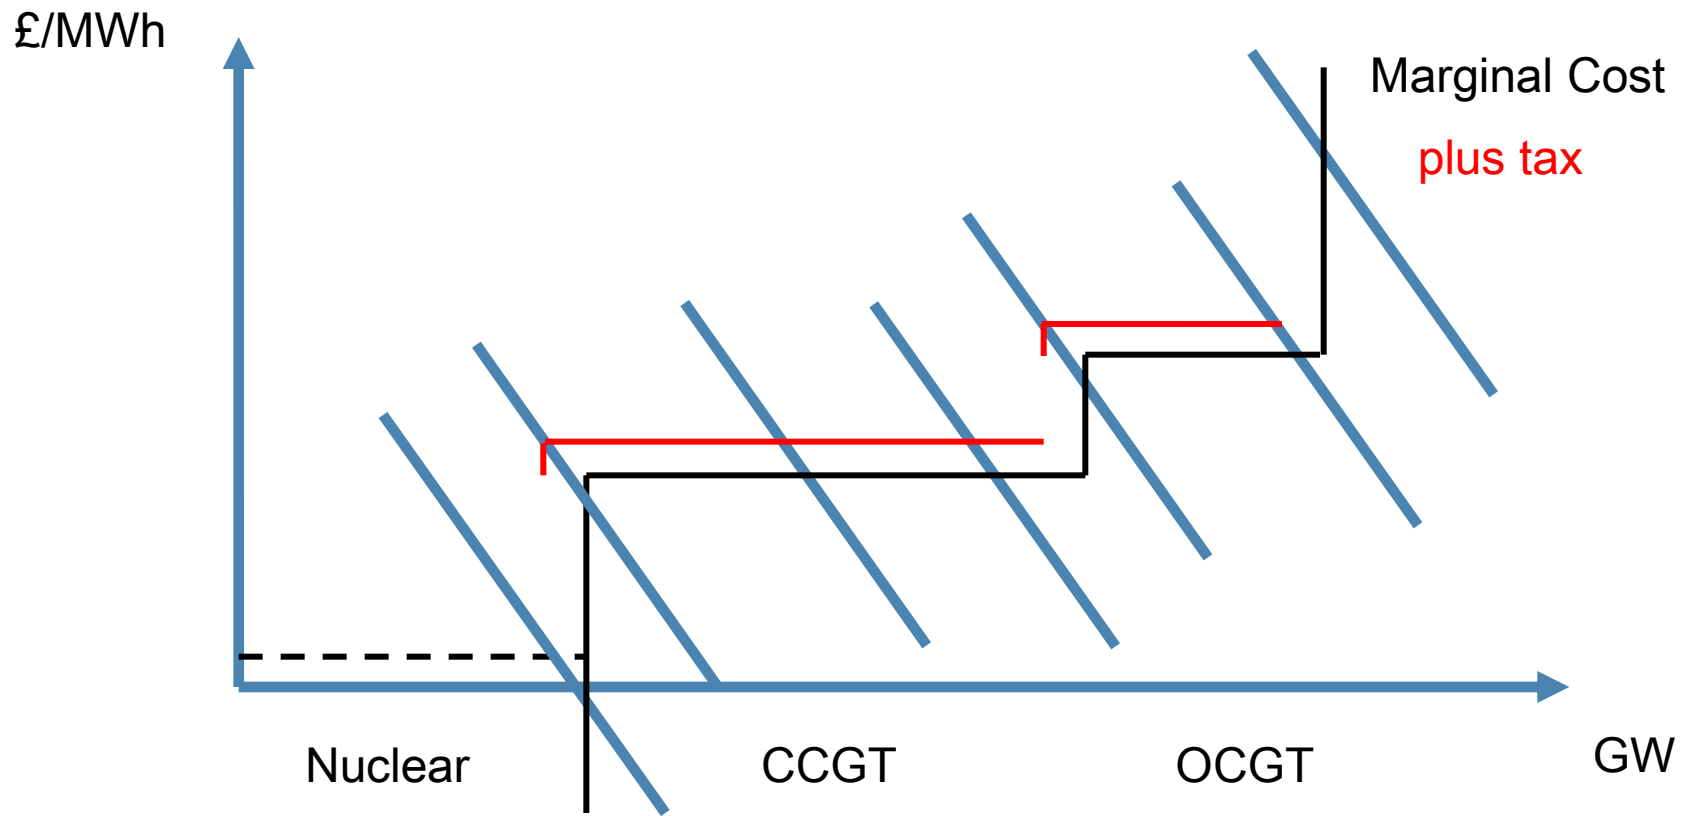 £/MWh
Marginal Cost
plus tax
Nuclear
CCGT
OCGT
GW